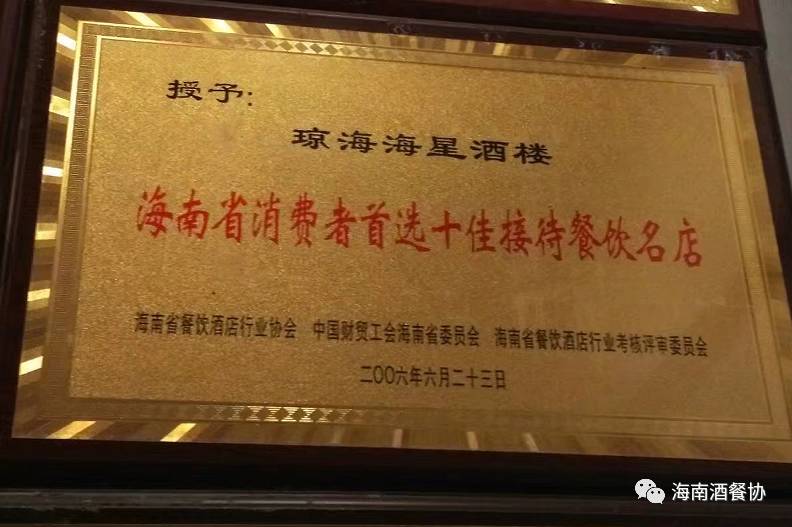 授予：
琼海海星酒楼
海南省消费者首选十佳接待餐饮名店
海南省餐饮酒店行业协会 中国财贸工会海南省委员会 海南省餐饮酒店行业考核评审委员会
二〇〇六年六月二十三日
海南酒餐协